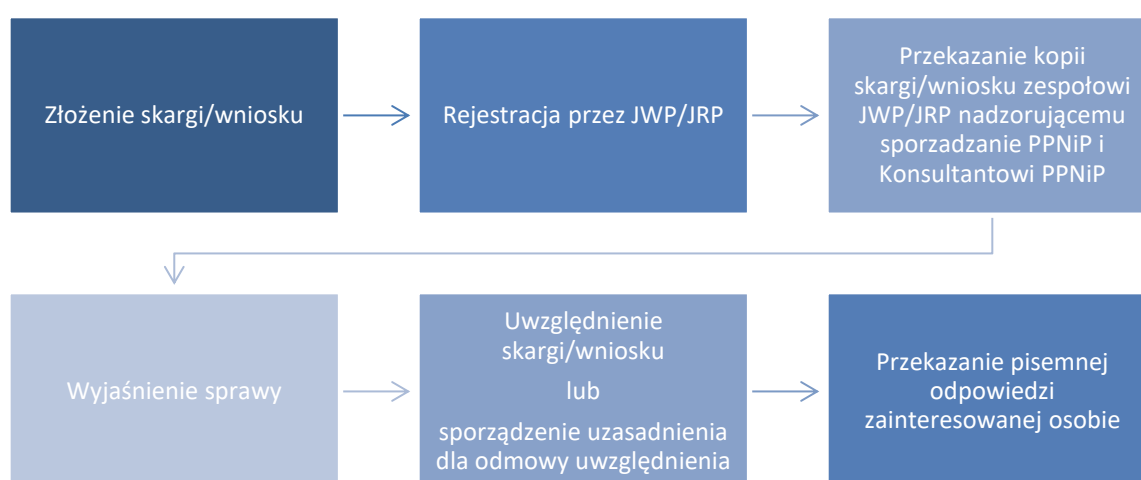 Złożenie skargi/wniosku
Rejestracja przez JWP/JRP
Przekazanie kopii
skargi/wniosku zespołowi
JWP/JRP nadzorującemu
sporzadzanie PPNiP i
Konsultantowi PPNiP
Wyjaśnienie sprawy
Uwzględnienie
skargi/wniosku
lub
sporządzenie uzasadnienia
dla odmowy uwzględnienia
Przekazanie pisemnej
odpowiedzi
zainteresowanej osobie